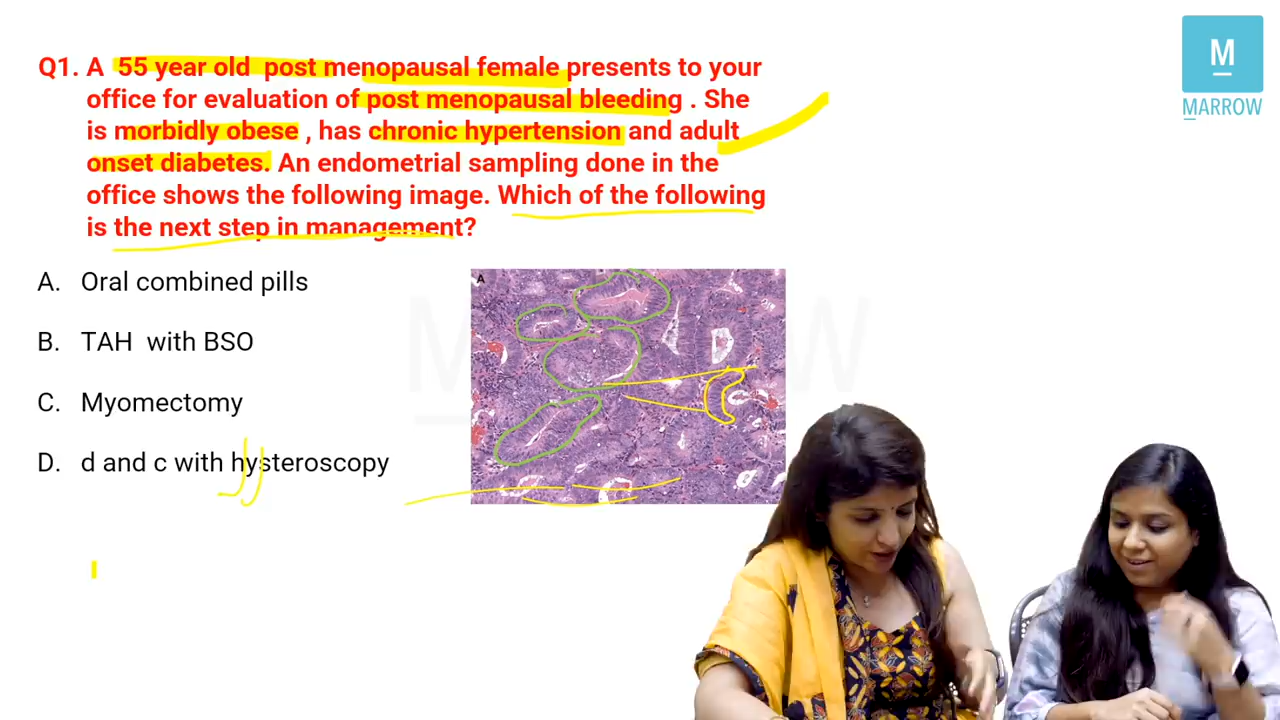 M
MARROW
Q1. A 55 year old post menopausal female presents to your
office for evaluation of post menopausal bleeding . She
is morbidly obese , has chronic hypertension and adult
onset diabetes. An endometrial sampling done in the
office shows the following image. Which of the following
is the next step in management?
A. Oral combined pills
B. TAH with BSO
C. Myomectomy
D. d and c with hysteroscopy
A